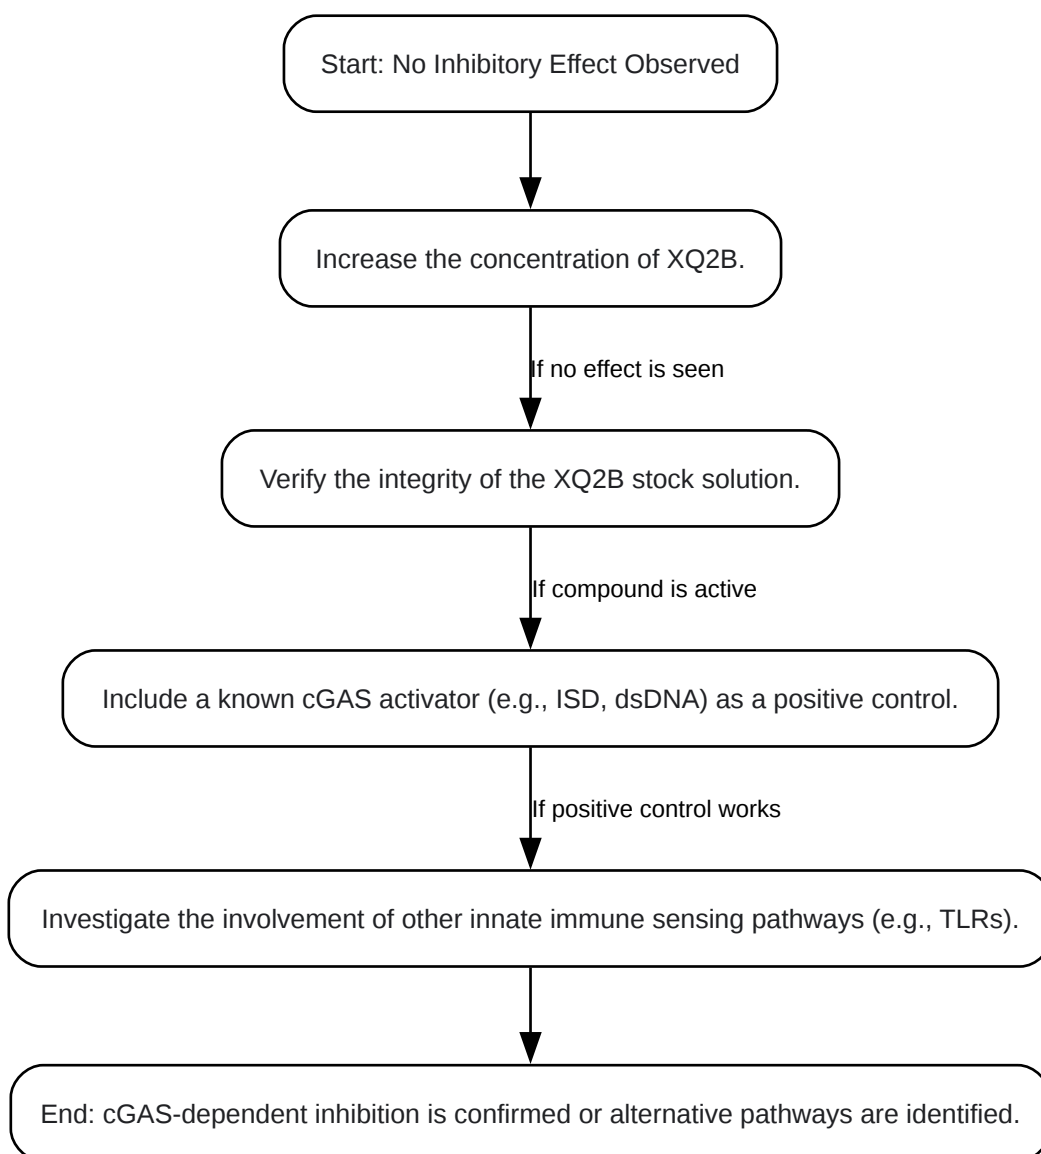 Start: No Inhibitory Effect Observed
Increase the concentration of XQ2B.
If no effect is seen
Verify the integrity of the XQ2B stock solution.
If compound is active
Include a known cGAS activator (e.g., ISD, dsDNA) as a positive control.
If positive control works
Investigate the involvement of other innate immune sensing pathways (e.g., TLRs).
End: cGAS-dependent inhibition is confirmed or alternative pathways are identified.